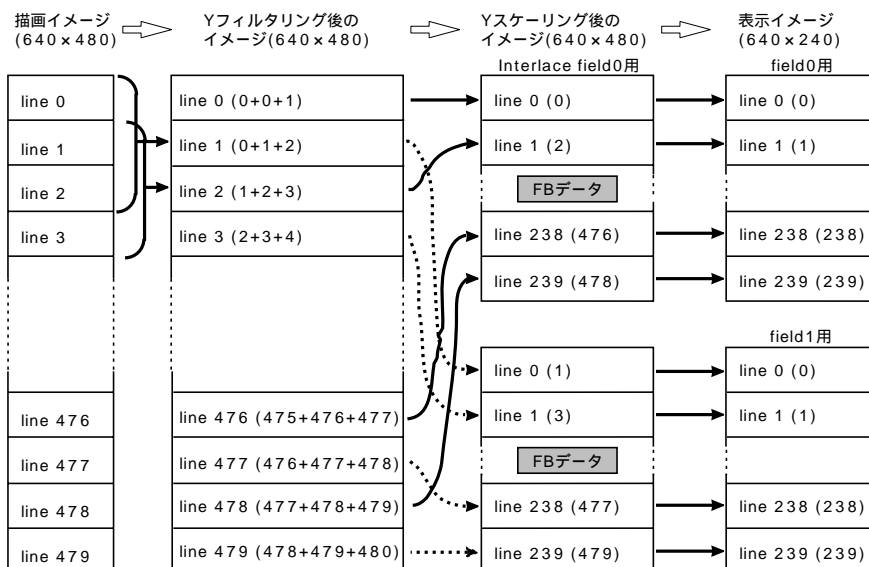 描画イメージ
(640×480)
Yフィルタリング後の
イメージ(640×480)
Yスケーリング後の
イメージ(640×480)
表示イメージ
(640×240)
Interlace field0用
field0用
line 0
line 1
line 2
line 3
line 476
line 477
line 478
line 479
line 0 (0+0+1)
line 1 (0+1+2)
line 2 (1+2+3)
line 3 (2+3+4)
line 476 (475+476+477)
line 477 (476+477+478)
line 478 (477+478+479)
line 479 (478+479+480)
line 0 (0)
line 1 (2)
FBデータ
line 238 (476)
line 239 (478)
line 0 (1)
line 1 (3)
FBデータ
line 238 (477)
line 239 (479)
line 0 (0)
line 1 (1)
line 238 (238)
line 239 (239)
field1用
line 0 (0)
line 1 (1)
line 238 (238)
line 239 (239)